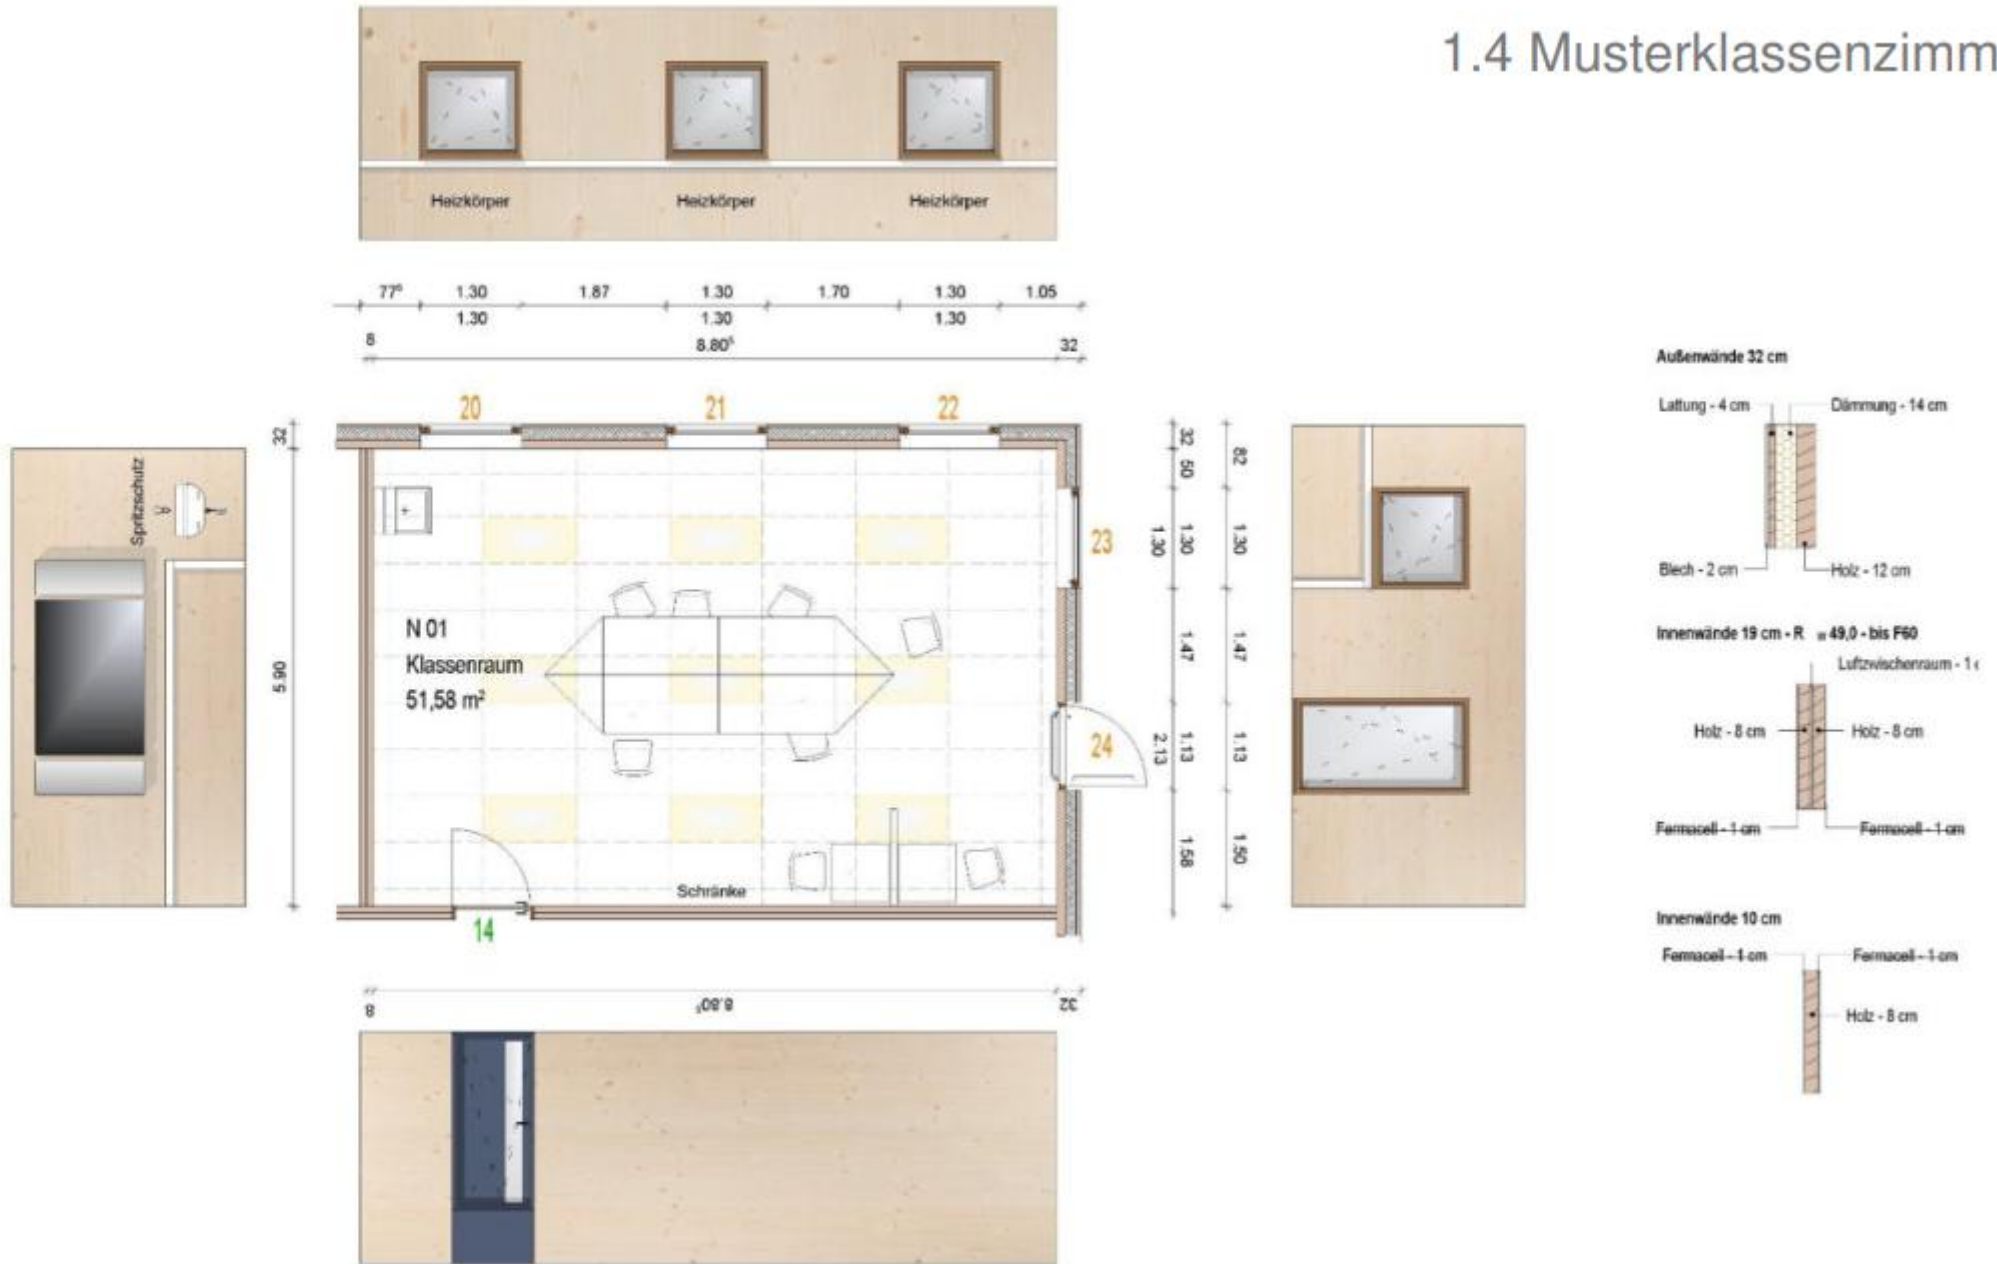 1.4 Musterklassenzimm
Heizkörper Heizkörper Heizkörper
1.30 1.87 1.30 1.70 1.30 1.05
1.30 1.30 1.30
8 8.80⁵ 32
20 21 22
32
5.90
Spritzschutz
N 01
Klassenraum
51,58 m²
Schränke
14
23
24
32 50 1.30 1.47 1.13 1.58
1.30 2.13
82 1.30 1.47 1.13 1.50
8 8.80⁵ 32
Außenwände 32 cm
Lattung - 4 cm Dämmung - 14 cm
Blech - 2 cm Holz - 12 cm
Innenwände 19 cm - R 49,0 - bis F60
Luftzwischenraum - 1
Holz - 8 cm Holz - 8 cm
Fermacell - 1 cm Fermacell - 1 cm
Innenwände 10 cm
Fermacell - 1 cm Fermacell - 1 cm
Holz - 8 cm